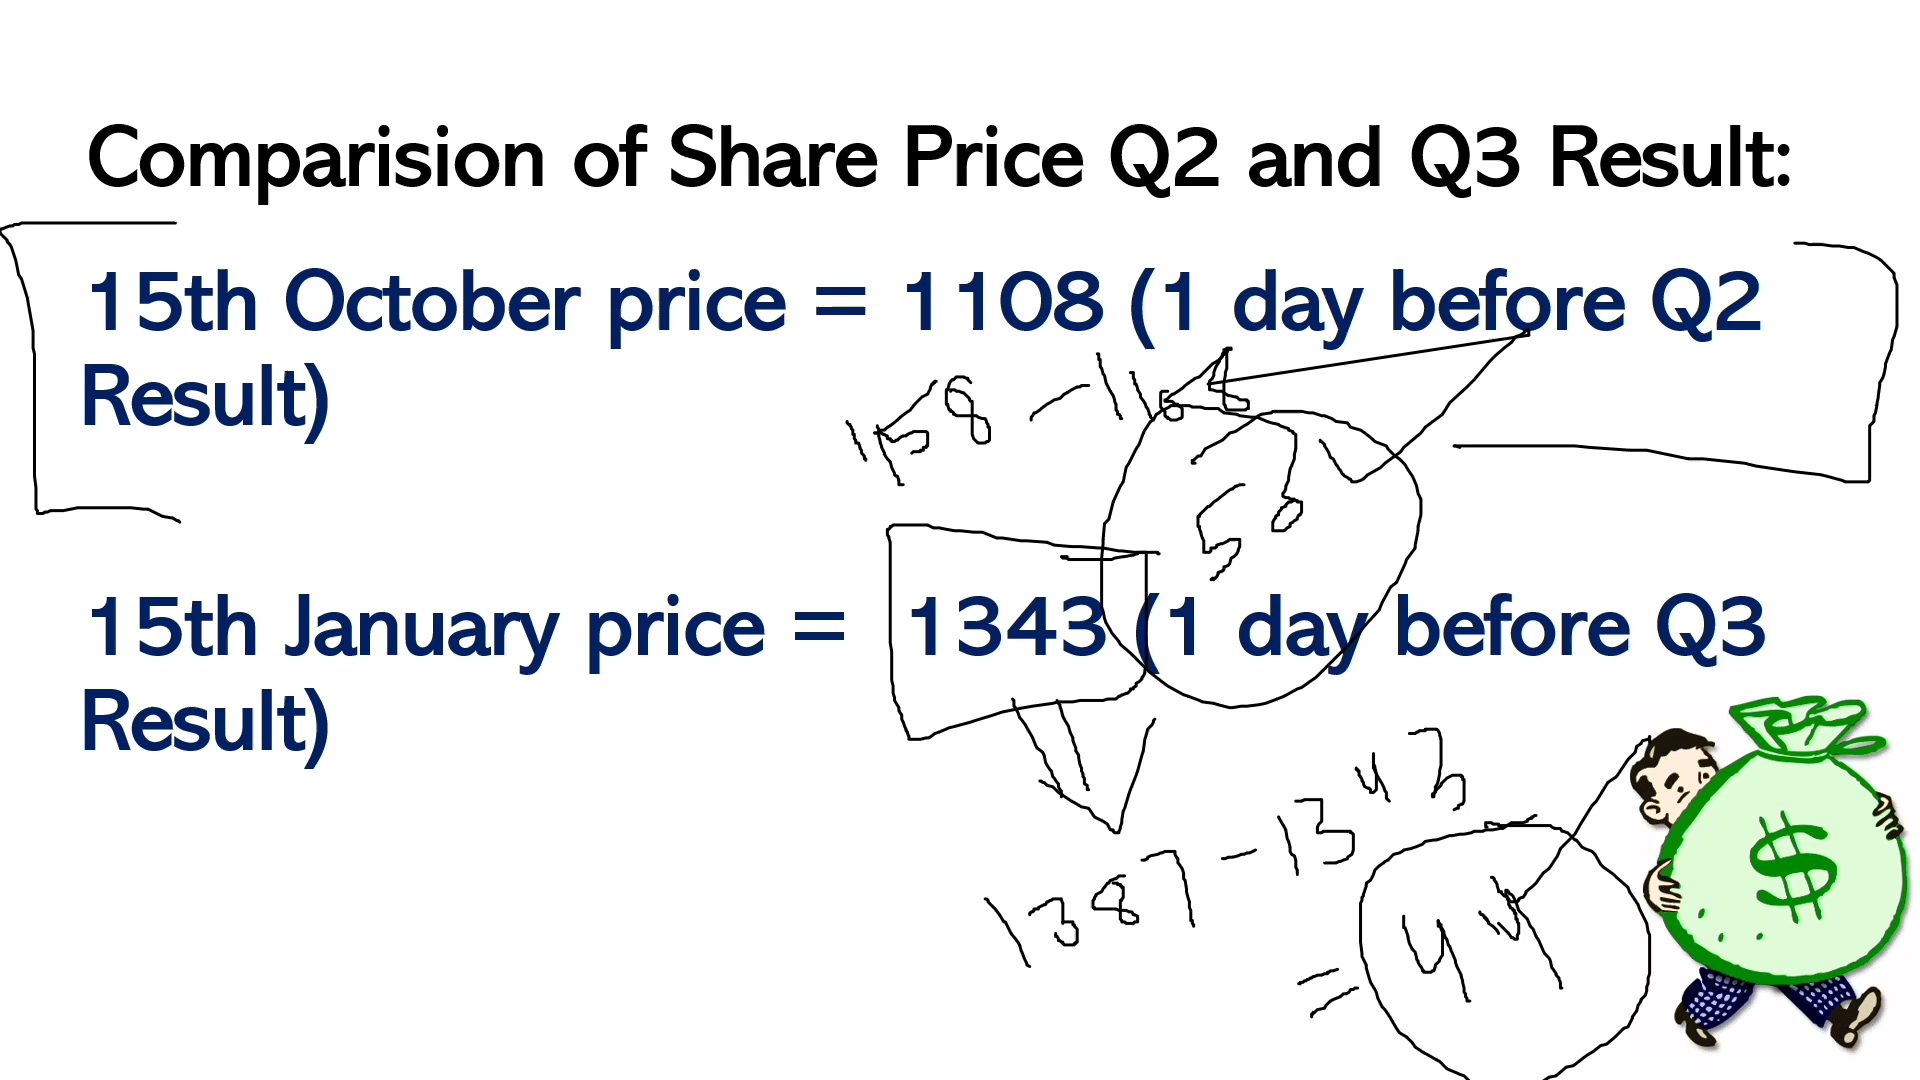 Comparision of Share Price Q2 and Q3 Result:
15th October price = 1108 (1 day before Q2
Result)
1158 - 1108
50
15th January price = 1343 (1 day before Q3
Result)
1387 - 1343
= 44
$